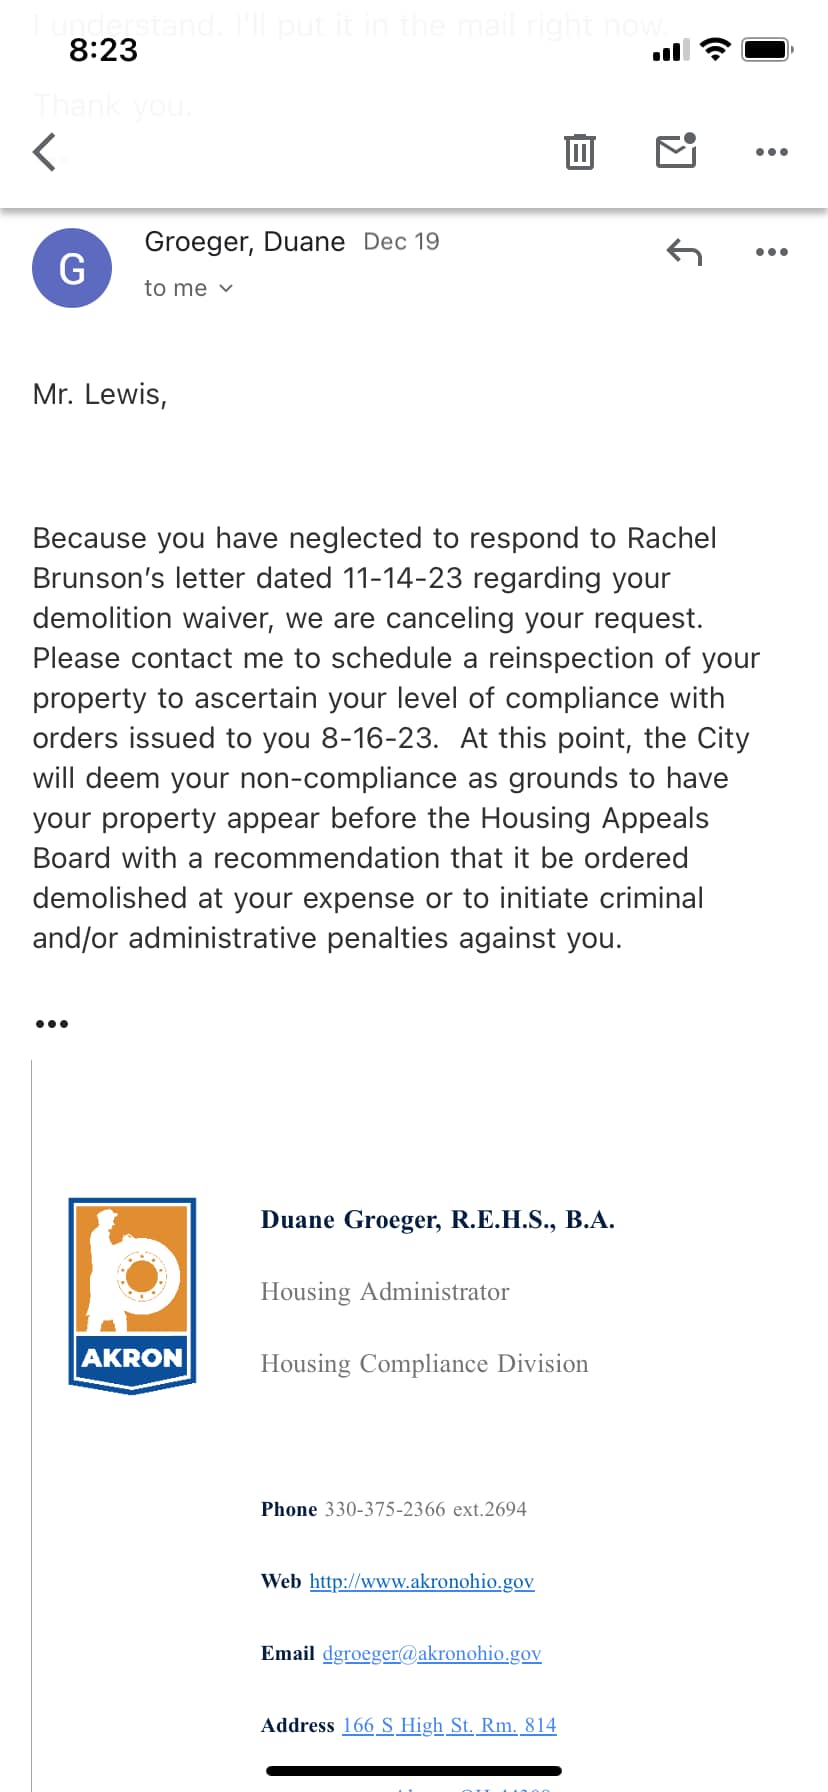 I understand. I'll put it in the mail right now.
8:23
Thank you.
G
Groeger, Duane Dec 19
to me
Mr. Lewis,
Because you have neglected to respond to Rachel
Brunson's letter dated 11-14-23 regarding your
demolition waiver, we are canceling your request.
Please contact me to schedule a reinspection of your
property to ascertain your level of compliance with
orders issued to you 8-16-23.  At this point, the City
will deem your non-compliance as grounds to have
your property appear before the Housing Appeals
Board with a recommendation that it be ordered
demolished at your expense or to initiate criminal
and/or administrative penalties against you.
•••
AKRON
Duane Groeger, R.E.H.S., B.A.
Housing Administrator
Housing Compliance Division
Phone 330-375-2366 ext.2694
Web http://www.akronohio.gov
Email dgroeger@akronohio.gov
Address 166 S High St. Rm. 814